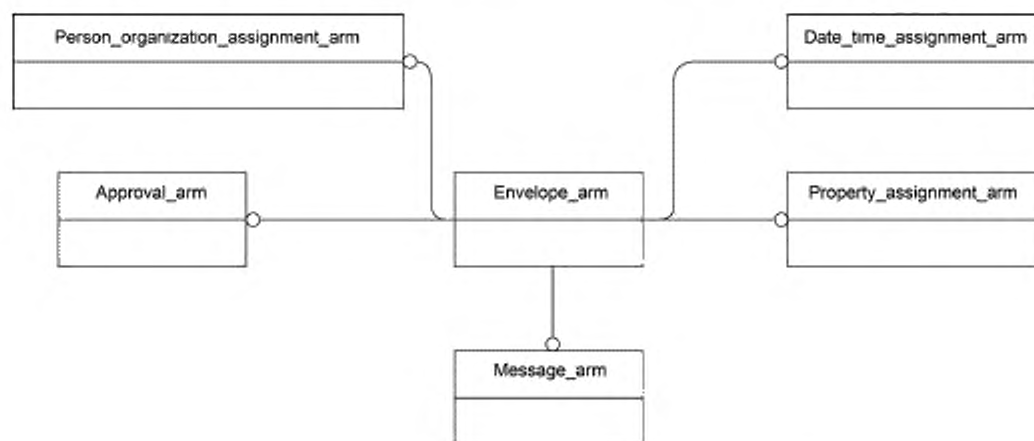 Person_organization_assignment_arm
Date_time_assignment_arm
Approval_arm
Envelope_arm
Property_assignment_arm
Message_arm